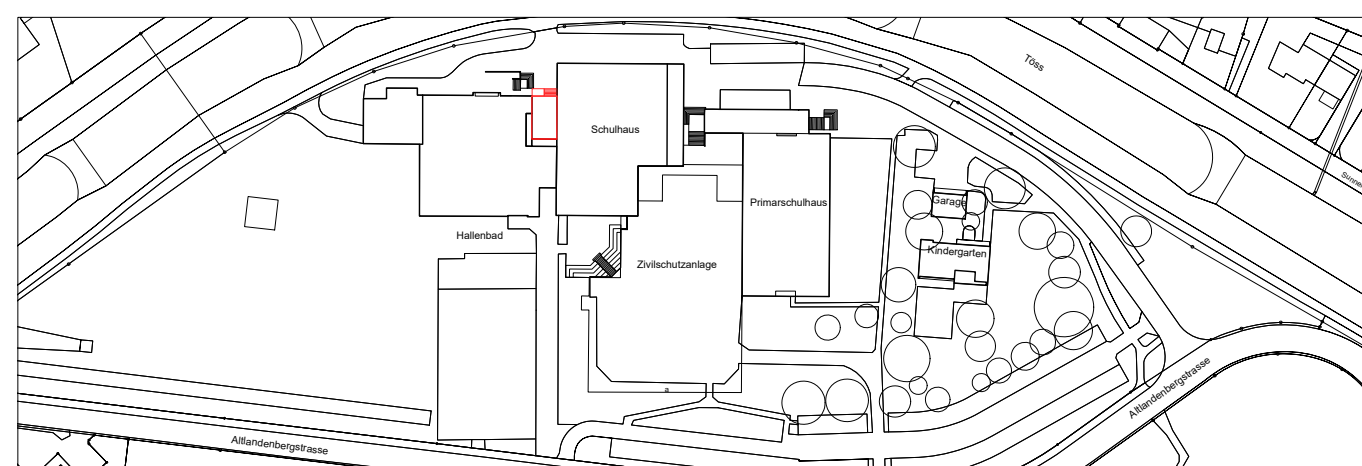 Töss
Schulhaus
Primarschulhaus
Garage
Hallenbad
Kindergarten
Zivilschutzanlage
a
Altlandenbergstrasse
Altlandenbergstrasse